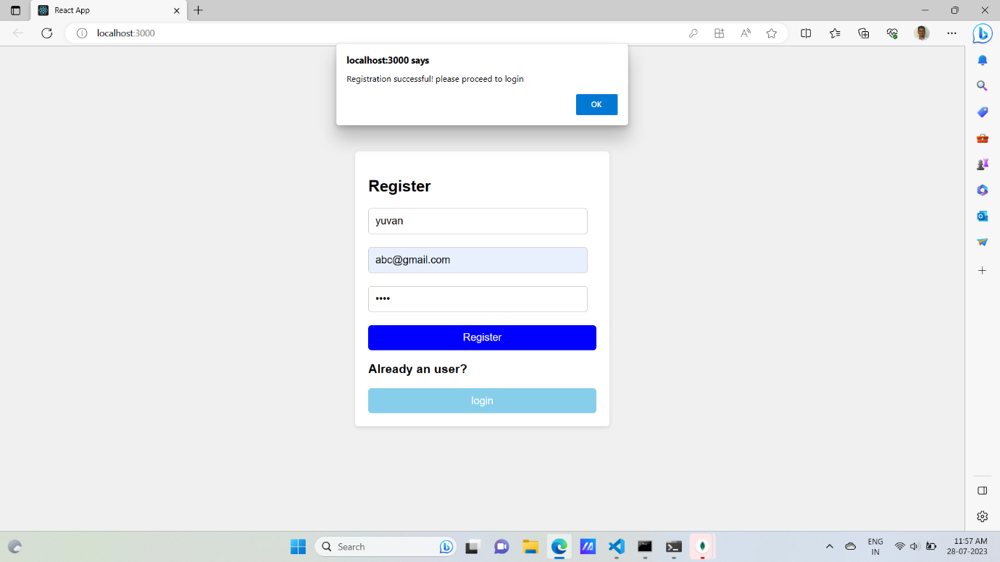 React App
localhost:3000
localhost:3000 says
Registration successful! please proceed to login
OK
Register
yuvan
abc@gmail.com
••••
Register
Already an user?
login
Search
ENG
IN
11:57 AM
28-07-2023